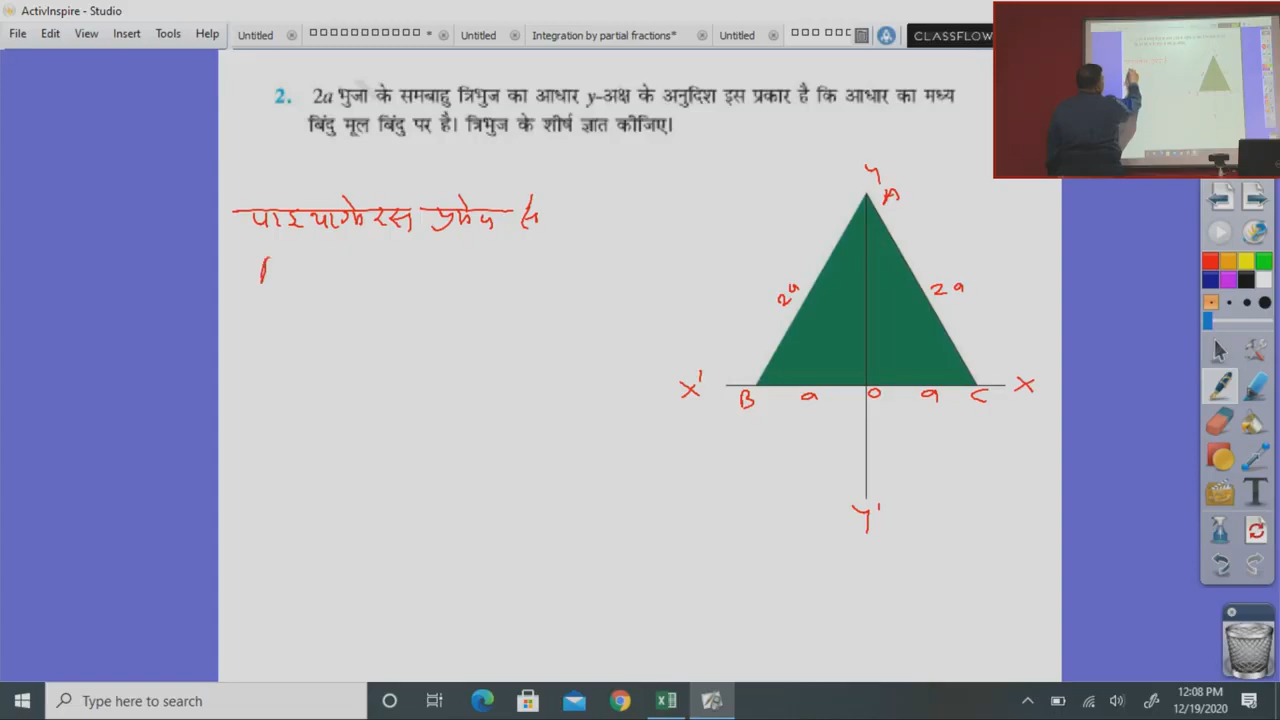 ActivInspire - Studio
File Edit View Insert Tools Help
Untitled Untitled Integration by partial fractions* Untitled CLASSFLOW
2. 2a भुजा के समबाहु त्रिभुज का आधार y-अक्ष के अनुदिश इस प्रकार है कि आधार का मध्य
बिंदु मूल बिंदु पर है। त्रिभुज के शीर्ष ज्ञात कीजिए।
Y
A
पाइथागोरस प्रमेय से
2a 2a
X' B a O a C X
Y'
Type here to search
12:08 PM
12/19/2020